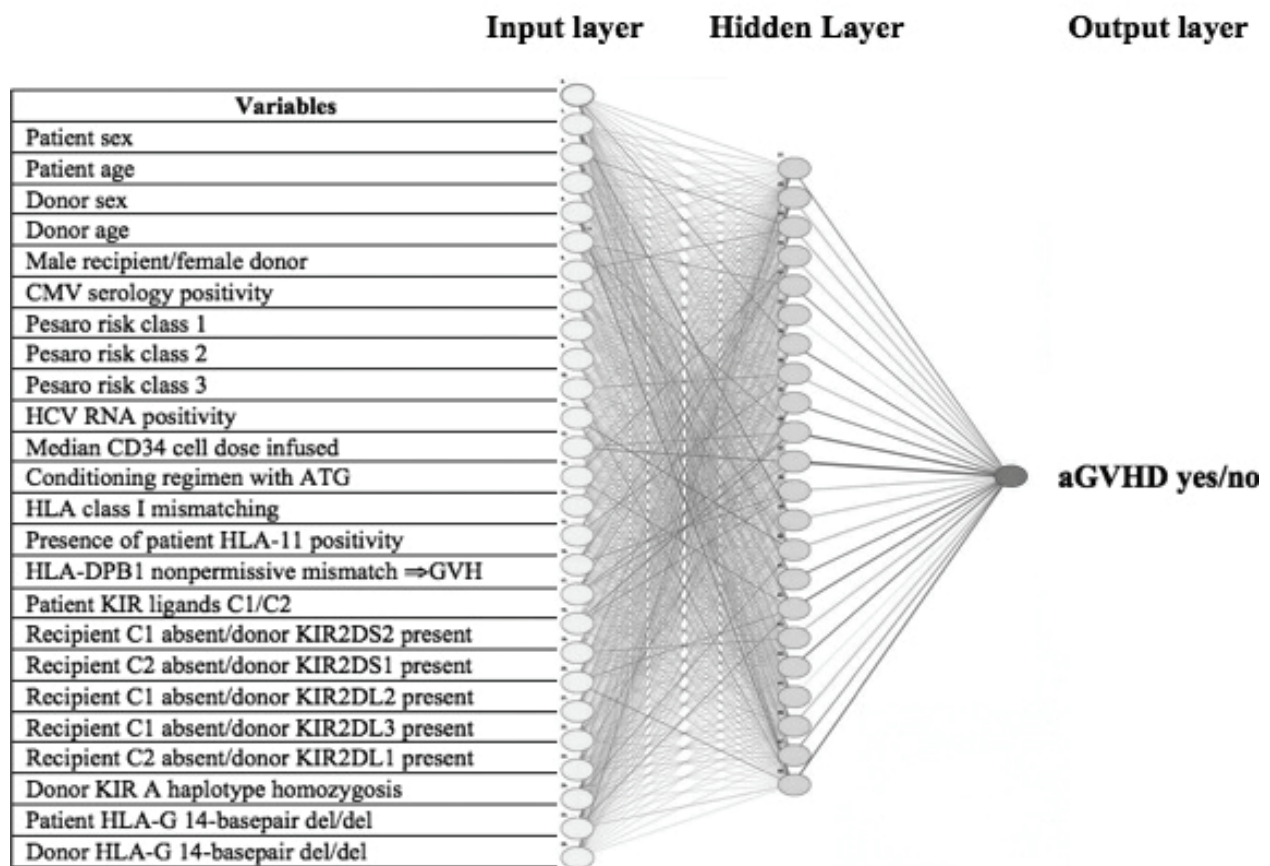 Input layer Hidden Layer Output layer
Variables
Patient sex
Patient age
Donor sex
Donor age
Male recipient/female donor
CMV serology positivity
Pesaro risk class 1
Pesaro risk class 2
Pesaro risk class 3
HCV RNA positivity
Median CD34 cell dose infused
Conditioning regimen with ATG
HLA class I mismatching
Presence of patient HLA-11 positivity
HLA-DPB1 nonpermissive mismatch ⇒GVH
Patient KIR ligands C1/C2
Recipient C1 absent/donor KIR2DS2 present
Recipient C2 absent/donor KIR2DS1 present
Recipient C1 absent/donor KIR2DL2 present
Recipient C1 absent/donor KIR2DL3 present
Recipient C2 absent/donor KIR2DL1 present
Donor KIR A haplotype homozygosis
Patient HLA-G 14-basepair del/del
Donor HLA-G 14-basepair del/del
aGVHD yes/no